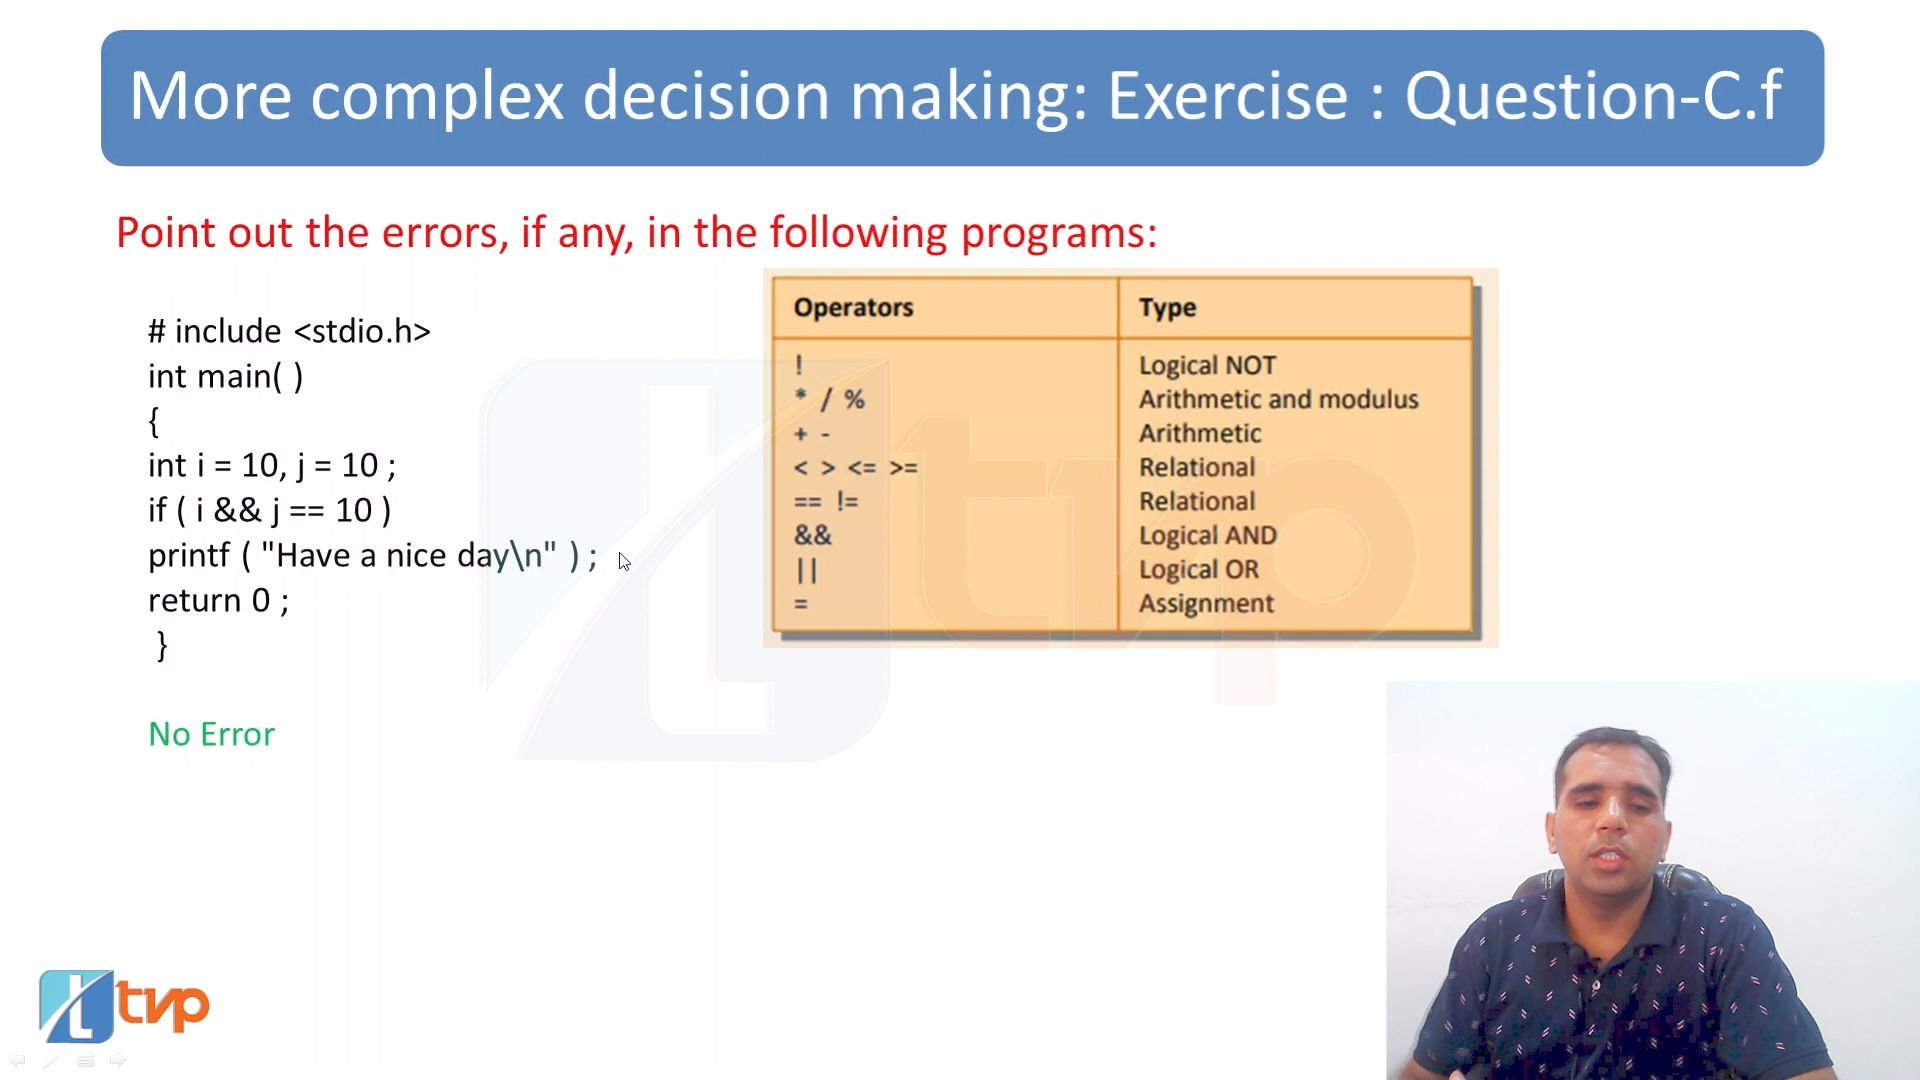 More complex decision making: Exercise : Question-C.f
Point out the errors, if any, in the following programs:
# include <stdio.h>
int main( )
{
int i = 10, j = 10 ;
if ( i && j == 10 )
printf ( "Have a nice day\n" ) ;
return 0 ;
}
No Error
Operators Type
! Logical NOT
* / % Arithmetic and modulus
+ - Arithmetic
< > <= >= Relational
== != Relational
&& Logical AND
|| Logical OR
= Assignment
tvp
tvp